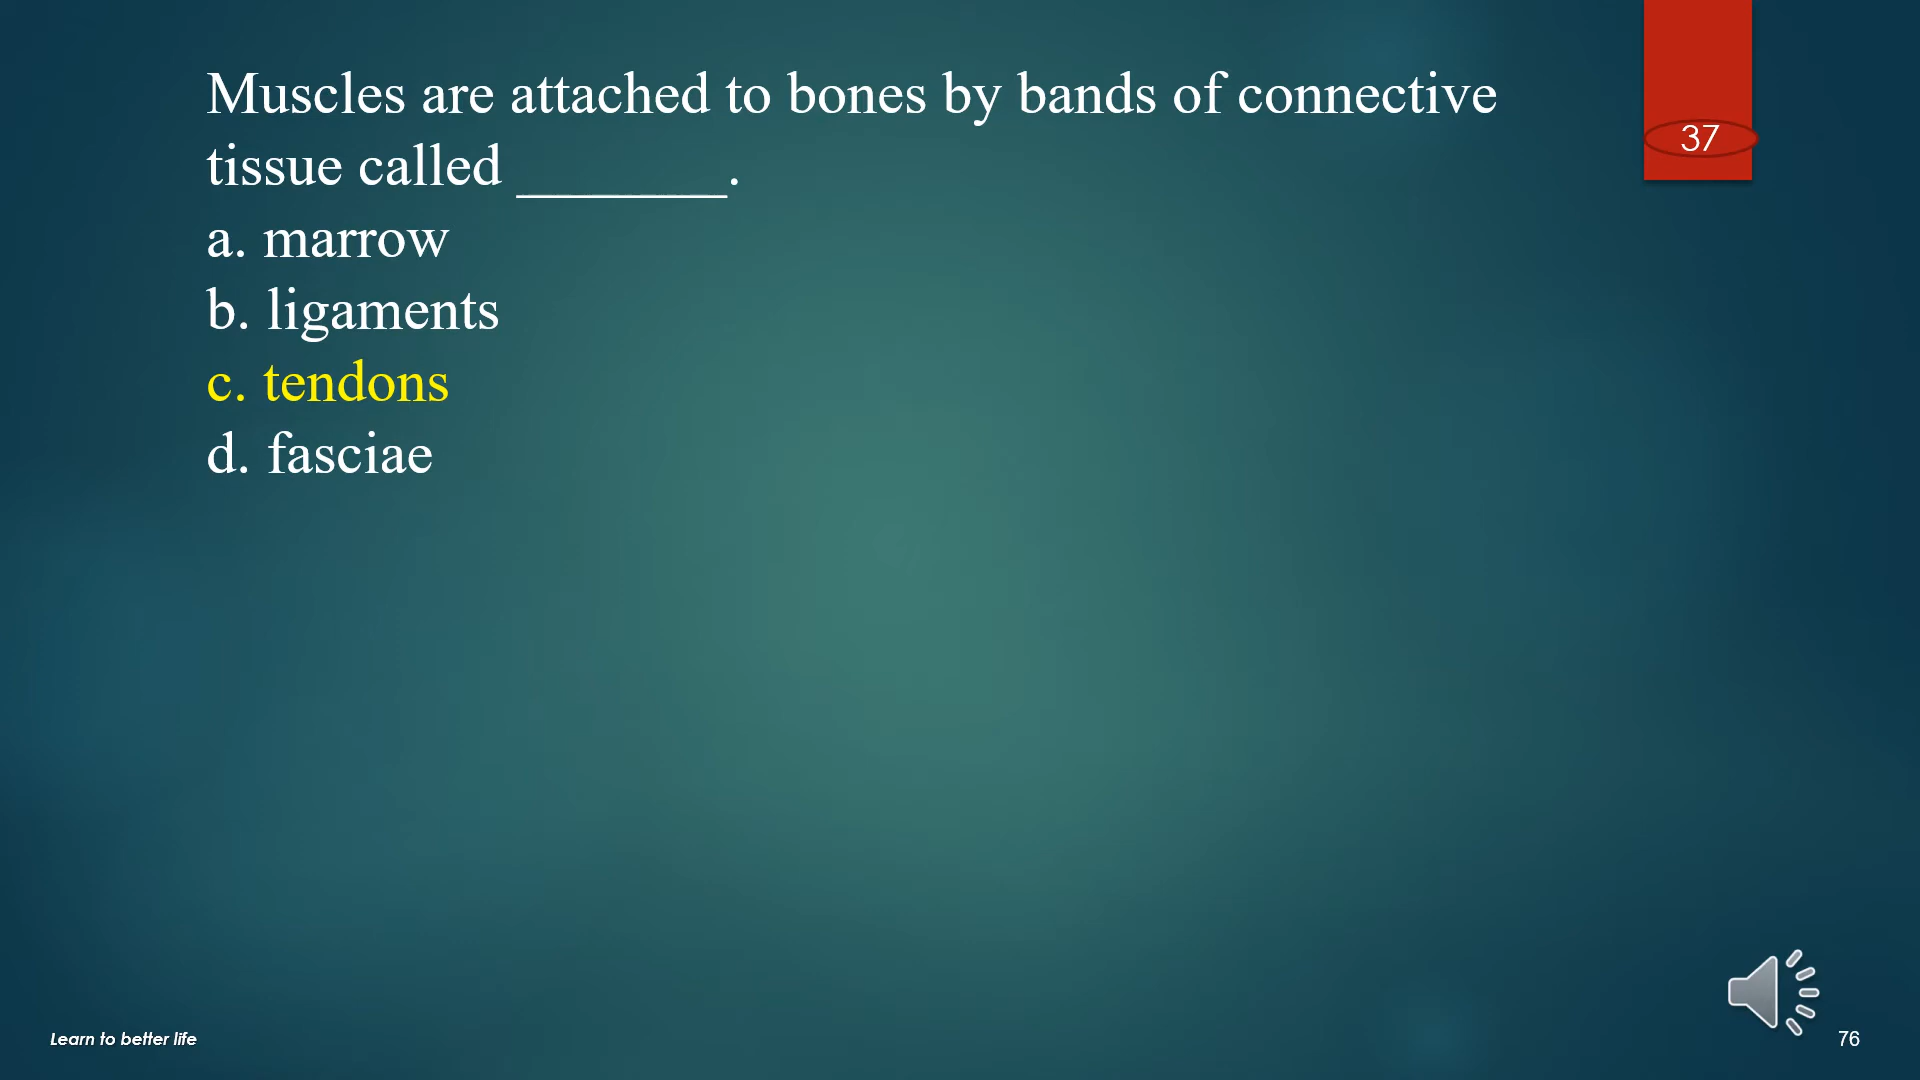 Muscles are attached to bones by bands of connective
37
tissue called _______.
a. marrow
b. ligaments
c. tendons
d. fasciae
Learn to better life
76